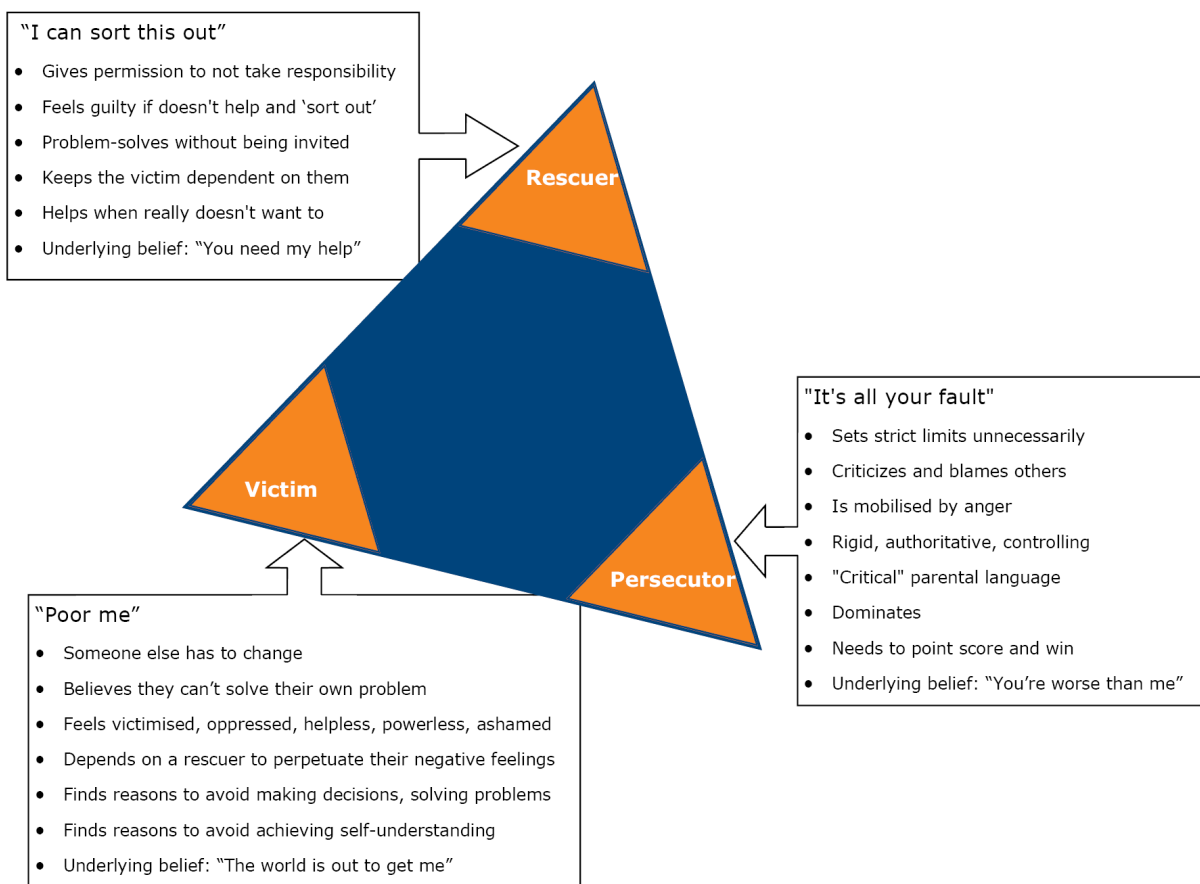 “I can sort this out”
• Gives permission to not take responsibility
• Feels guilty if doesn't help and ‘sort out’
• Problem-solves without being invited
• Keeps the victim dependent on them
• Helps when really doesn't want to
• Underlying belief: “You need my help”
Rescuer
Victim
Persecutor
"It's all your fault"
• Sets strict limits unnecessarily
• Criticizes and blames others
• Is mobilised by anger
• Rigid, authoritative, controlling
• "Critical" parental language
• Dominates
• Needs to point score and win
• Underlying belief: “You’re worse than me”
“Poor me”
• Someone else has to change
• Believes they can’t solve their own problem
• Feels victimised, oppressed, helpless, powerless, ashamed
• Depends on a rescuer to perpetuate their negative feelings
• Finds reasons to avoid making decisions, solving problems
• Finds reasons to avoid achieving self-understanding
• Underlying belief: “The world is out to get me”